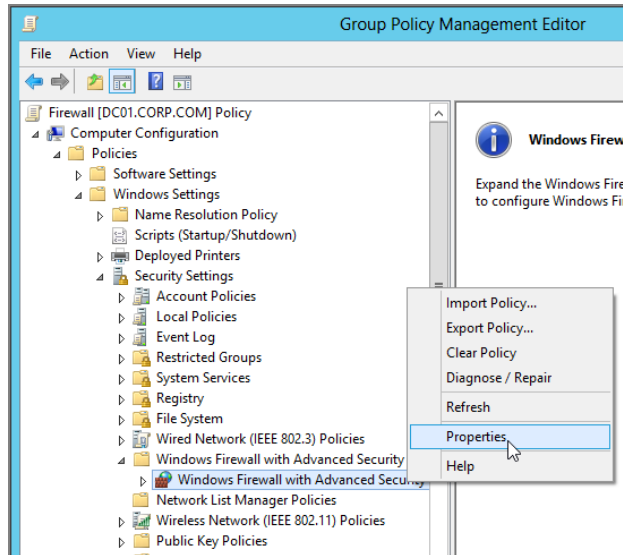 Group Policy Management Editor
File Action View Help
Firewall [DC01.CORP.COM] Policy
Computer Configuration
Policies
Software Settings
Windows Settings
Name Resolution Policy
Scripts (Startup/Shutdown)
Deployed Printers
Security Settings
Account Policies
Local Policies
Event Log
Restricted Groups
System Services
Registry
File System
Wired Network (IEEE 802.3) Policies
Windows Firewall with Advanced Security
Windows Firewall with Advanced Security
Network List Manager Policies
Wireless Network (IEEE 802.11) Policies
Public Key Policies
Windows Firew
Expand the Windows Fire
to configure Windows Fi
Import Policy...
Export Policy...
Clear Policy
Diagnose / Repair
Refresh
Properties
Help